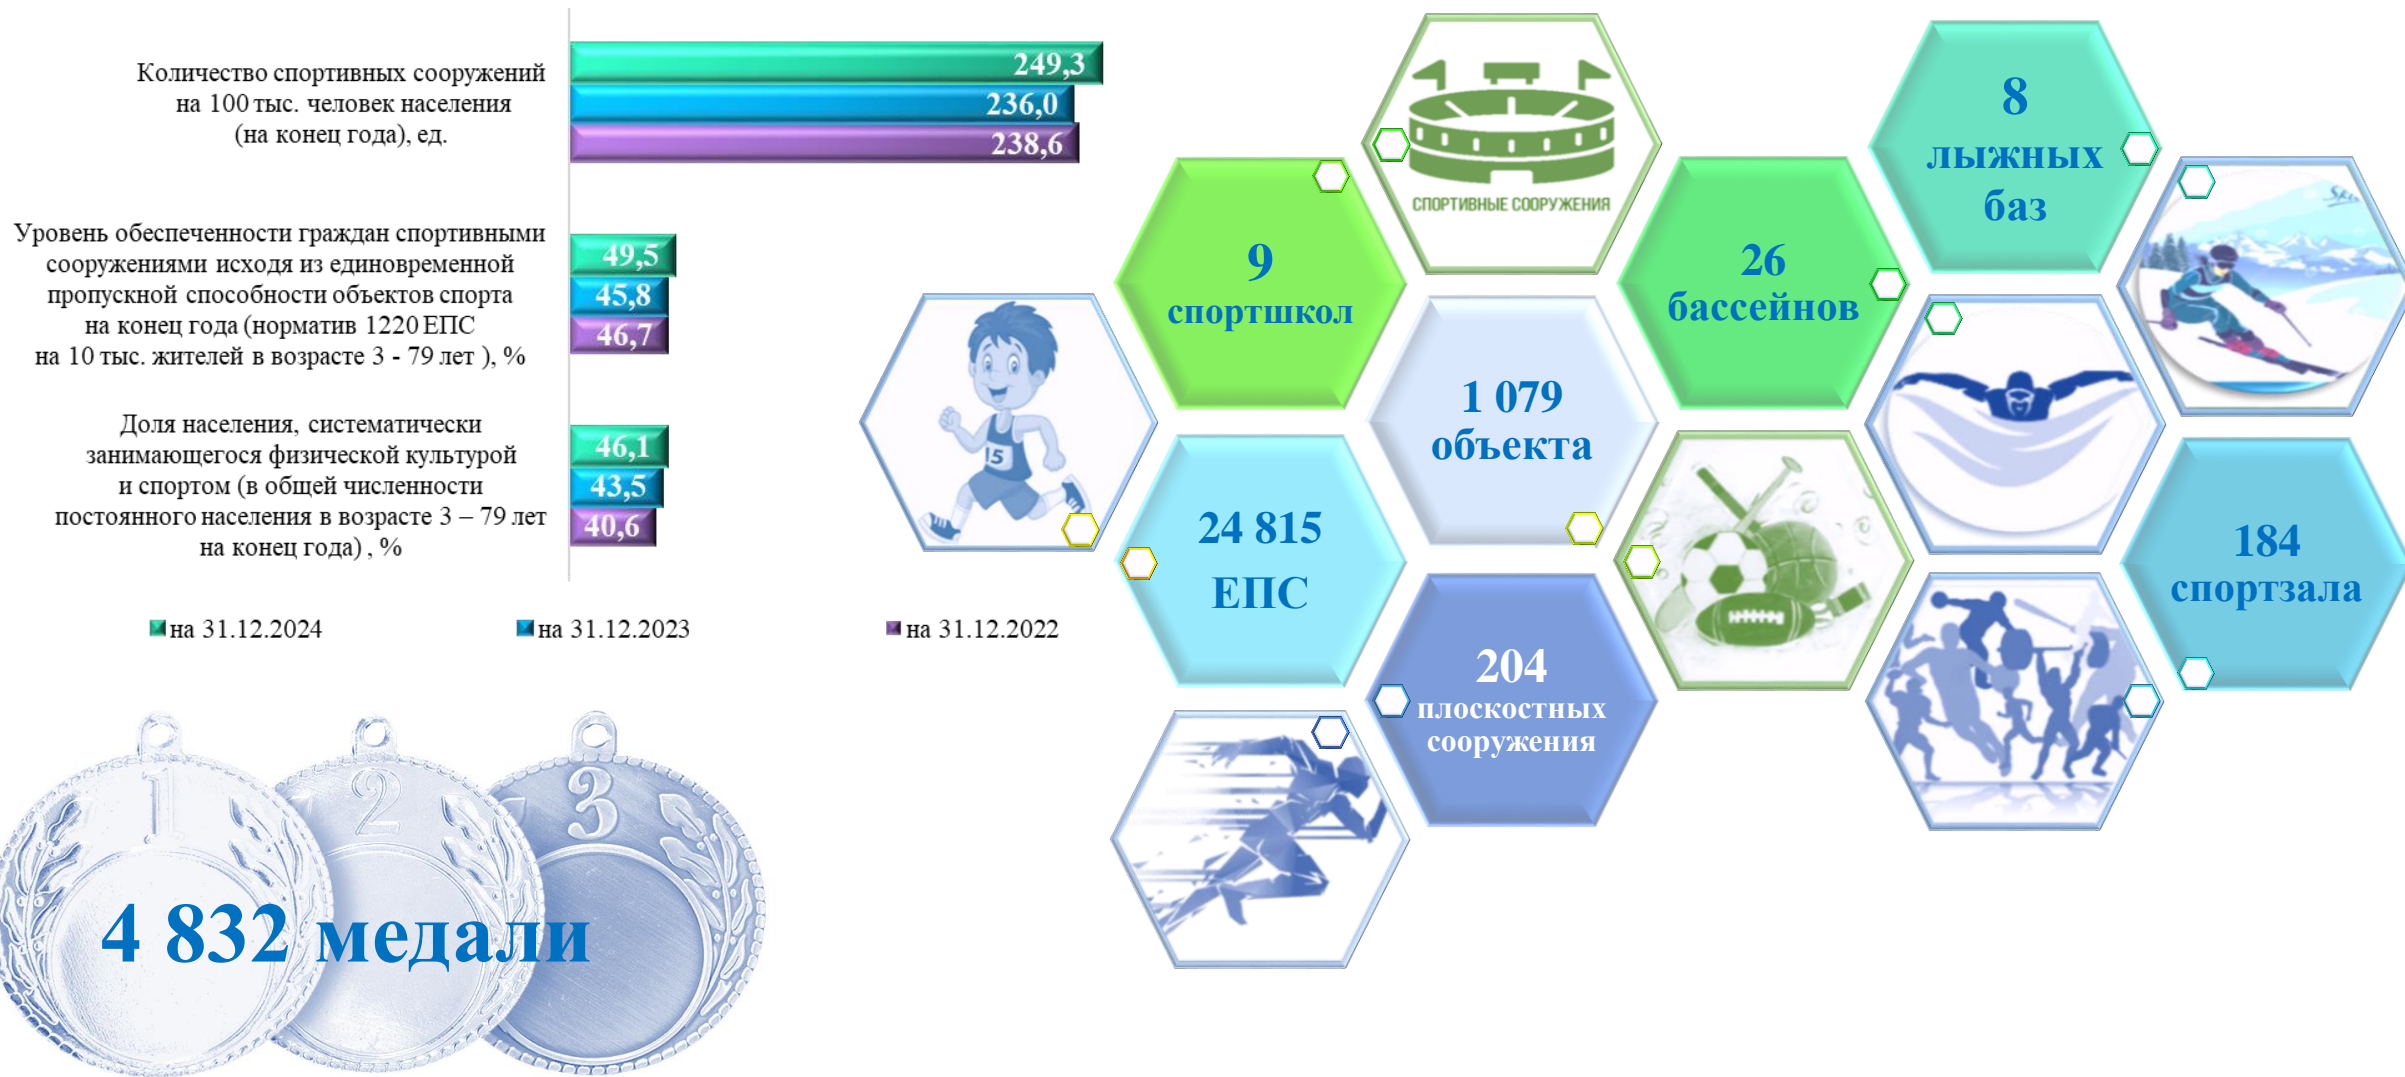 Количество спортивных сооружений
на 100 тыс. человек населения
(на конец года), ед.
249,3
236,0
238,6
Уровень обеспеченности граждан спортивными
сооружениями исходя из единовременной
пропускной способности объектов спорта
на конец года (норматив 1220 ЕПС
на 10 тыс. жителей в возрасте 3 - 79 лет ), %
49,5
45,8
46,7
Доля населения, систематически
занимающегося физической культурой
и спортом (в общей численности
постоянного населения в возрасте 3 – 79 лет
на конец года) , %
46,1
43,5
40,6
на 31.12.2024
на 31.12.2023
на 31.12.2022
1
2
3
4 832 медали
СПОРТИВНЫЕ СООРУЖЕНИЯ
8
лыжных
баз
9
спортшкол
26
бассейнов
1 079
объекта
15
24 815
ЕПС
184
спортзала
204
плоскостных
сооружения